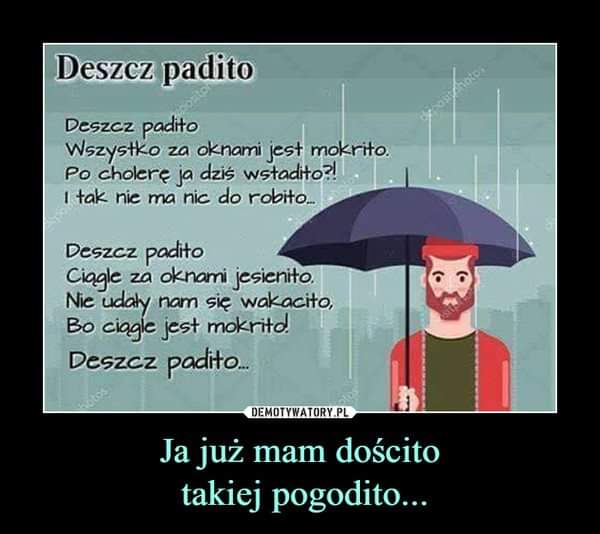 Deszcz padito
Deszcz padito
Wszystko za oknami jest mokrito.
Po cholerę ja dziś wstadito?!
I tak nie ma nic do robito...
Deszcz padito
Ciągle za oknami jesienito.
Nie udały nam się wakacito,
Bo ciągle jest mokrito!
Deszcz padito...
DEMOTYWATORY.PL
Ja już mam dościto
takiej pogodito...